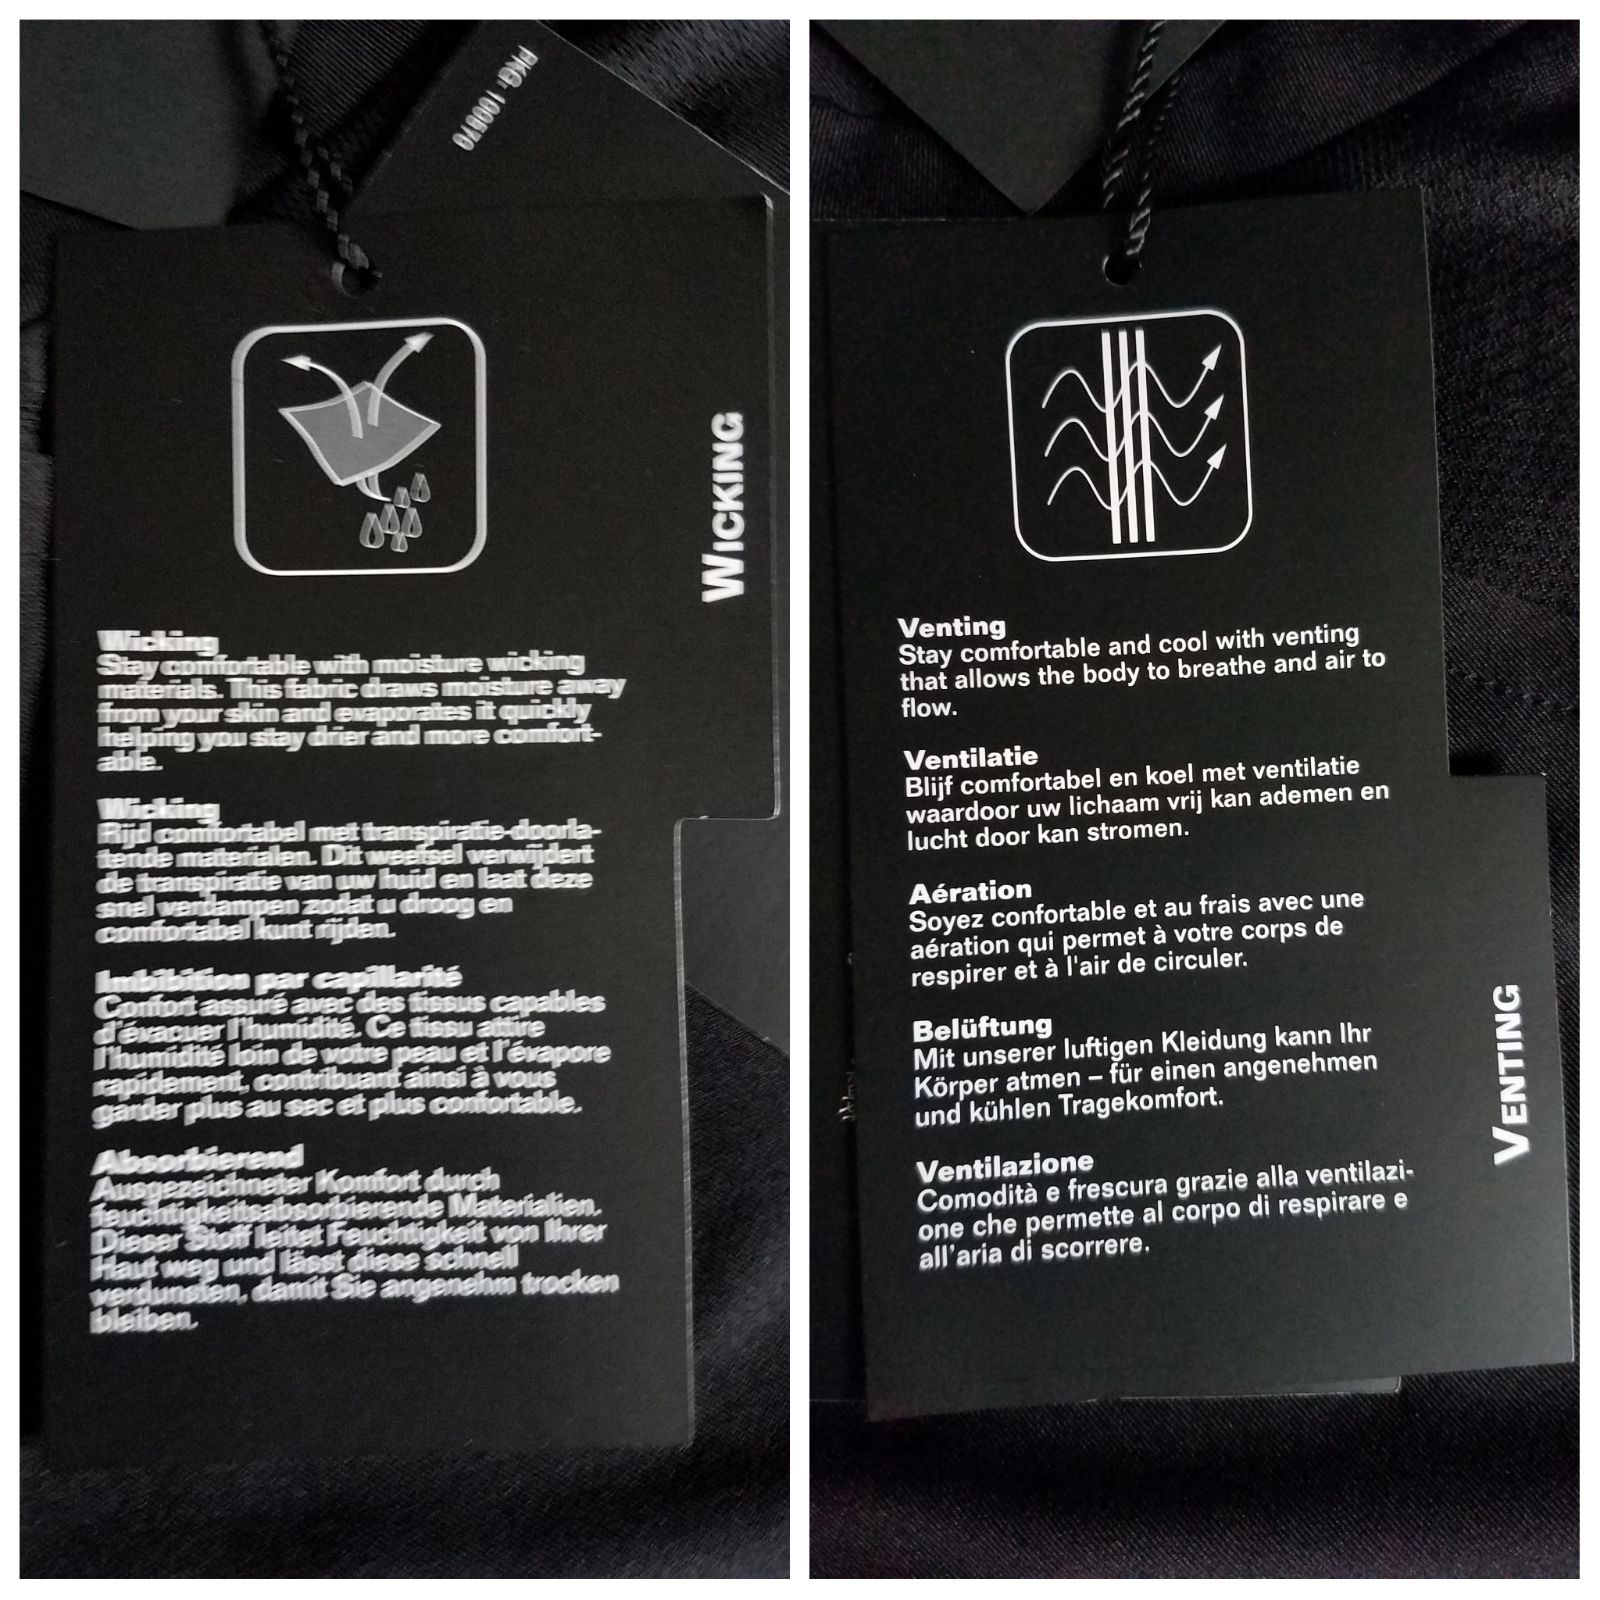 PKG: 100870
WICKING
Wicking
Stay comfortable with moisture wicking
materials. This fabric draws moisture away
from your skin and evaporates it quickly
helping you stay drier and more comfort-
able.
Wicking
Rijd comfortabel met transpiratie-doorla-
tende materialen. Dit weefsel verwijdert
de transpiratie van uw huid en laat deze
snel verdampen zodat u droog en
comfortabel kunt rijden.
Imbibition par capillarité
Confort assuré avec des tissus capables
d'évacuer l'humidité. Ce tissu attire
l'humidité loin de votre peau et l'évapore
rapidement, contribuant ainsi à vous
garder plus au sec et plus confortable.
Absorbierend
Ausgezeichneter Komfort durch
feuchtigkeitsabsorbierende Materialien.
Dieser Stoff leitet Feuchtigkeit von Ihrer
Haut weg und lässt diese schnell
verdunsten, damit Sie angenehm trocken
bleiben.
Venting
Stay comfortable and cool with venting
that allows the body to breathe and air to
flow.
Ventilatie
Blijf comfortabel en koel met ventilatie
waardoor uw lichaam vrij kan ademen en
lucht door kan stromen.
Aération
Soyez confortable et au frais avec une
aération qui permet à votre corps de
respirer et à l'air de circuler.
Belüftung
Mit unserer luftigen Kleidung kann Ihr
Körper atmen – für einen angenehmen
und kühlen Tragekomfort.
Ventilazione
Comodità e frescura grazie alla ventilazi-
one che permette al corpo di respirare e
all'aria di scorrere.
VENTING